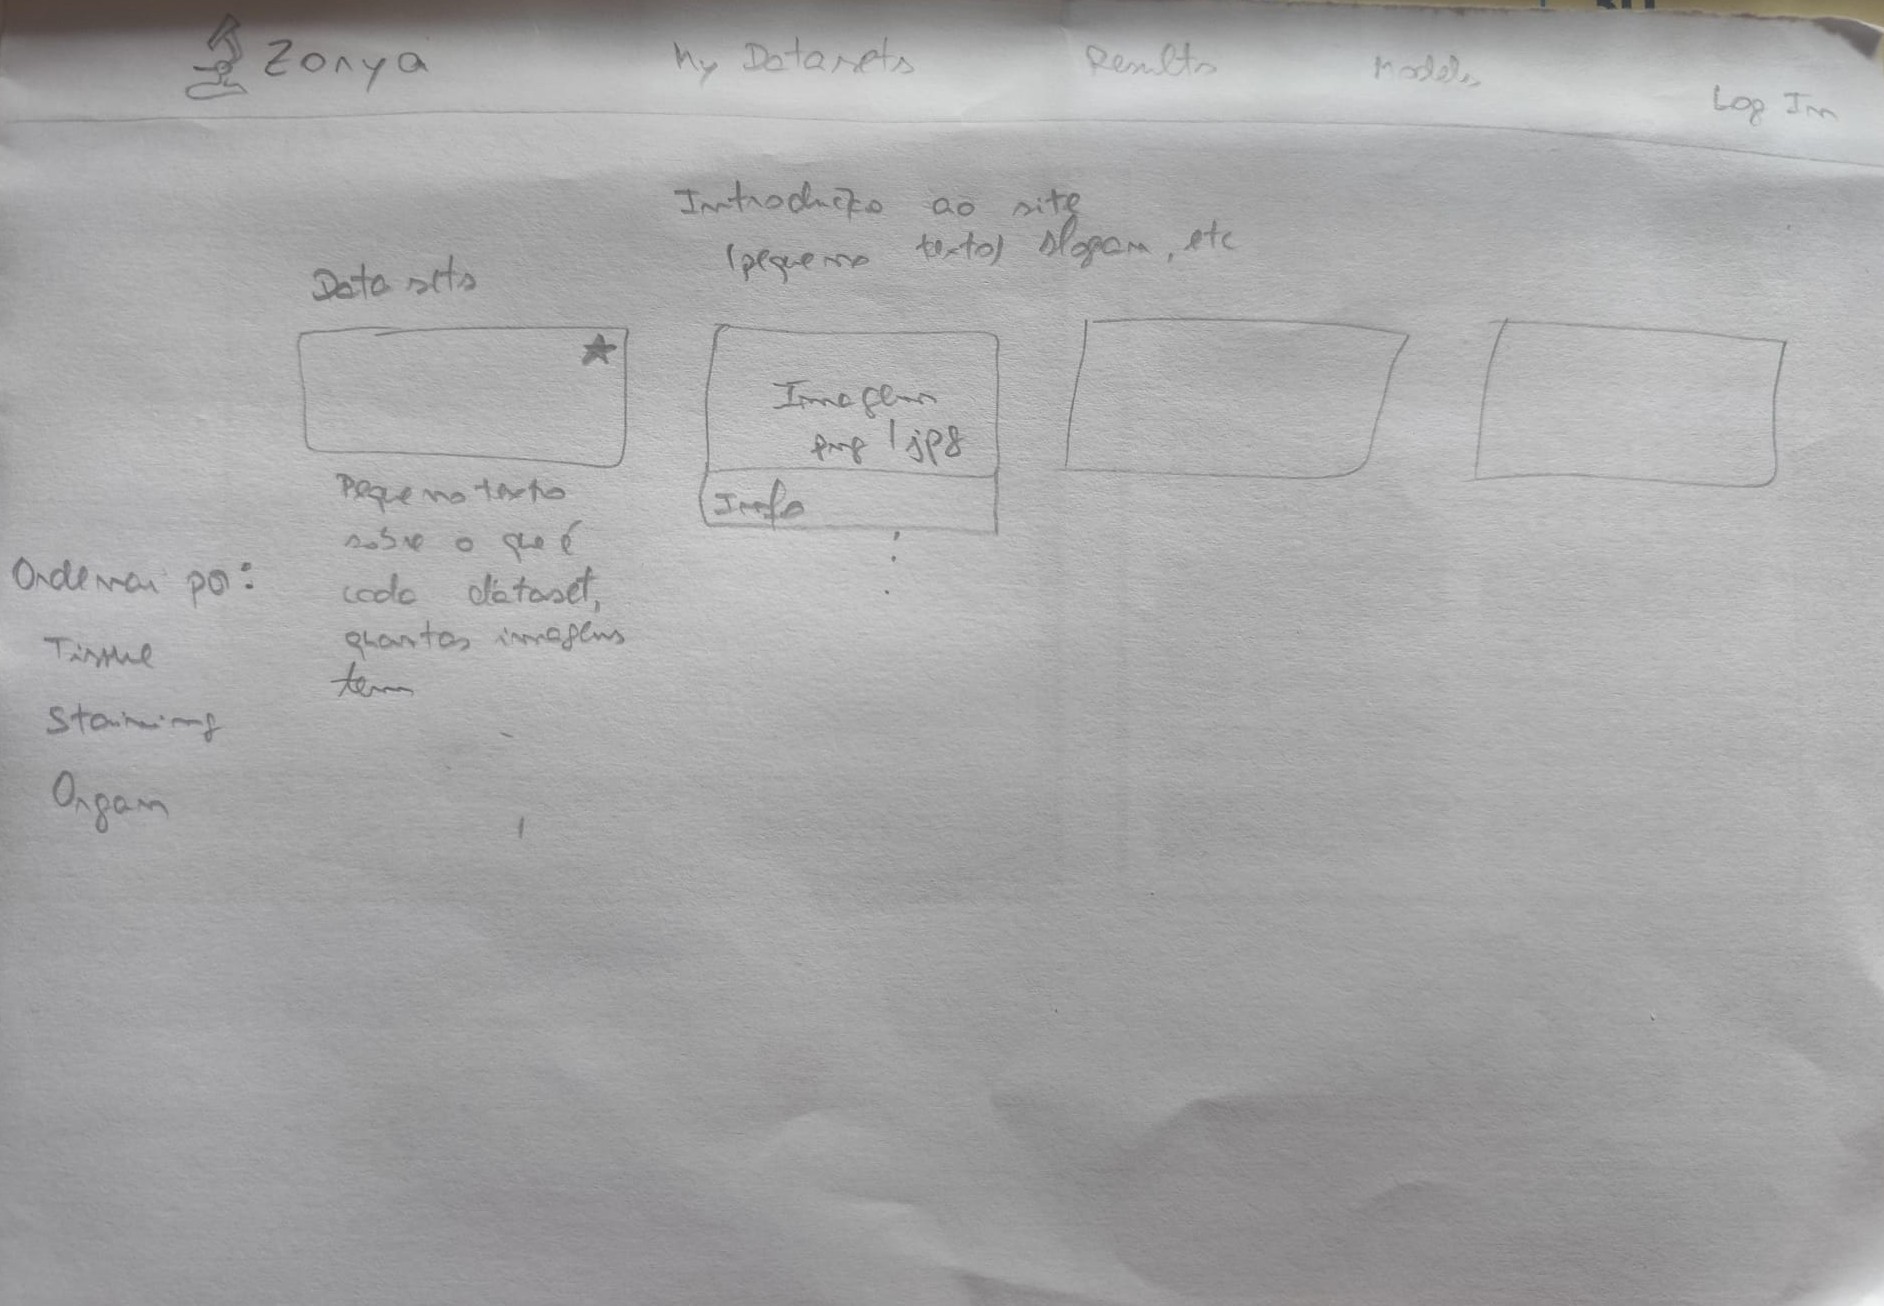 Zonya My Datasets Results Models Log In
Introdução ao site
(pequeno texto) slogan, etc
Datasets
Imagem
png / jpg
Info
Pequeno texto
sobre o que é
cada dataset,
quantas imagens
tem
Ordenar por:
Tissue
Staining
Organ